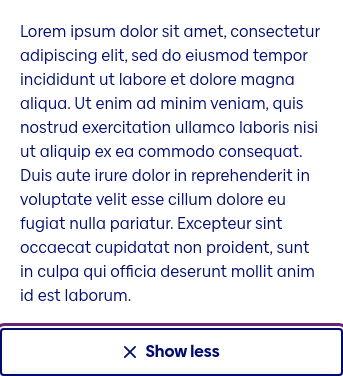 Lorem ipsum dolor sit amet, consectetur
adipiscing elit, sed do eiusmod tempor
incididunt ut labore et dolore magna
aliqua. Ut enim ad minim veniam, quis
nostrud exercitation ullamco laboris nisi
ut aliquip ex ea commodo consequat.
Duis aute irure dolor in reprehenderit in
voluptate velit esse cillum dolore eu
fugiat nulla pariatur. Excepteur sint
occaecat cupidatat non proident, sunt
in culpa qui officia deserunt mollit anim
id est laborum.
Show less